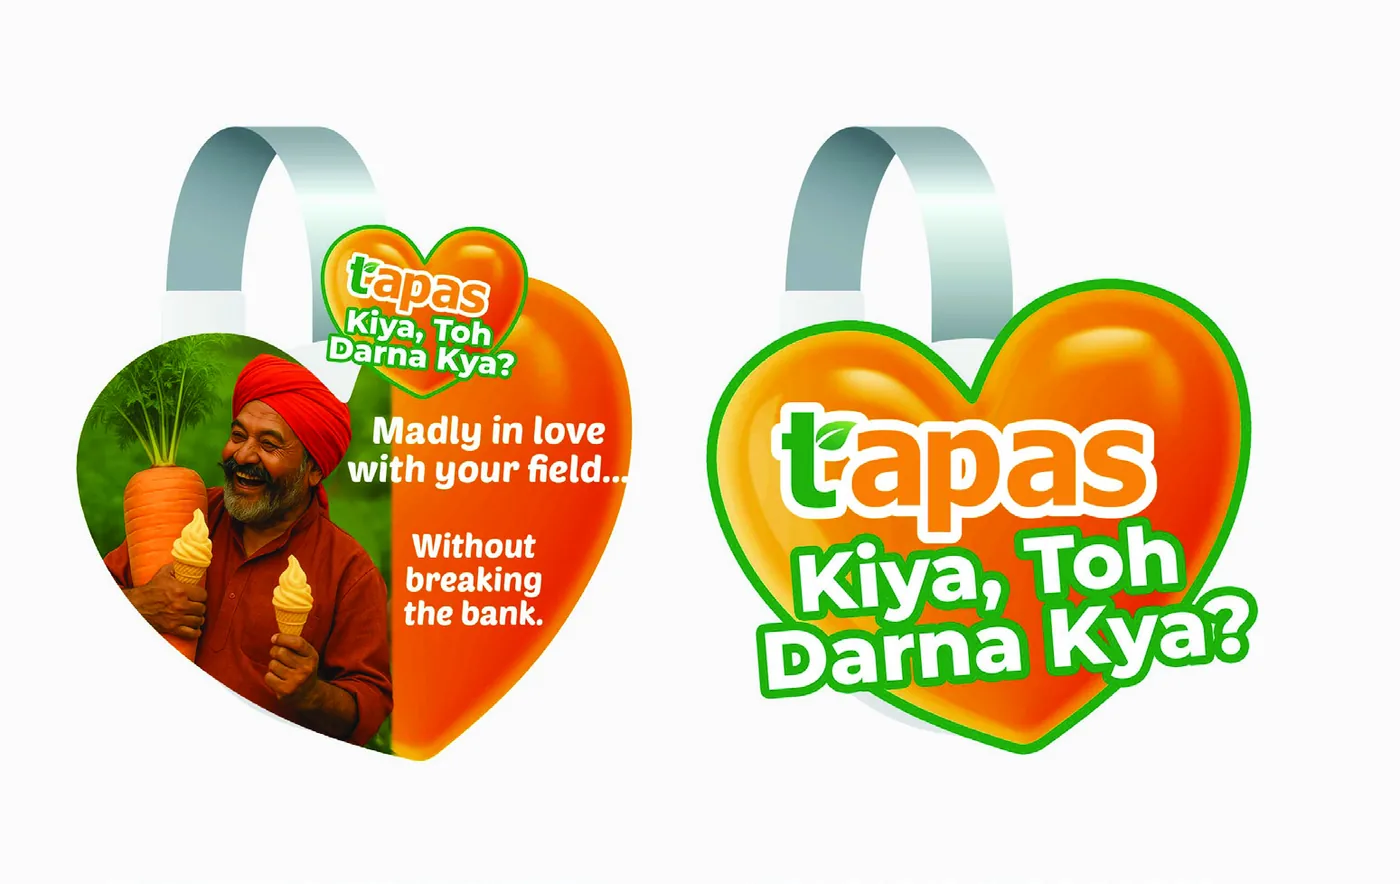 tapas
Kiya, Toh
Darna Kya?
Madly in love
with your field...
Without
breaking
the bank.
tapas
Kiya, Toh
Darna Kya?